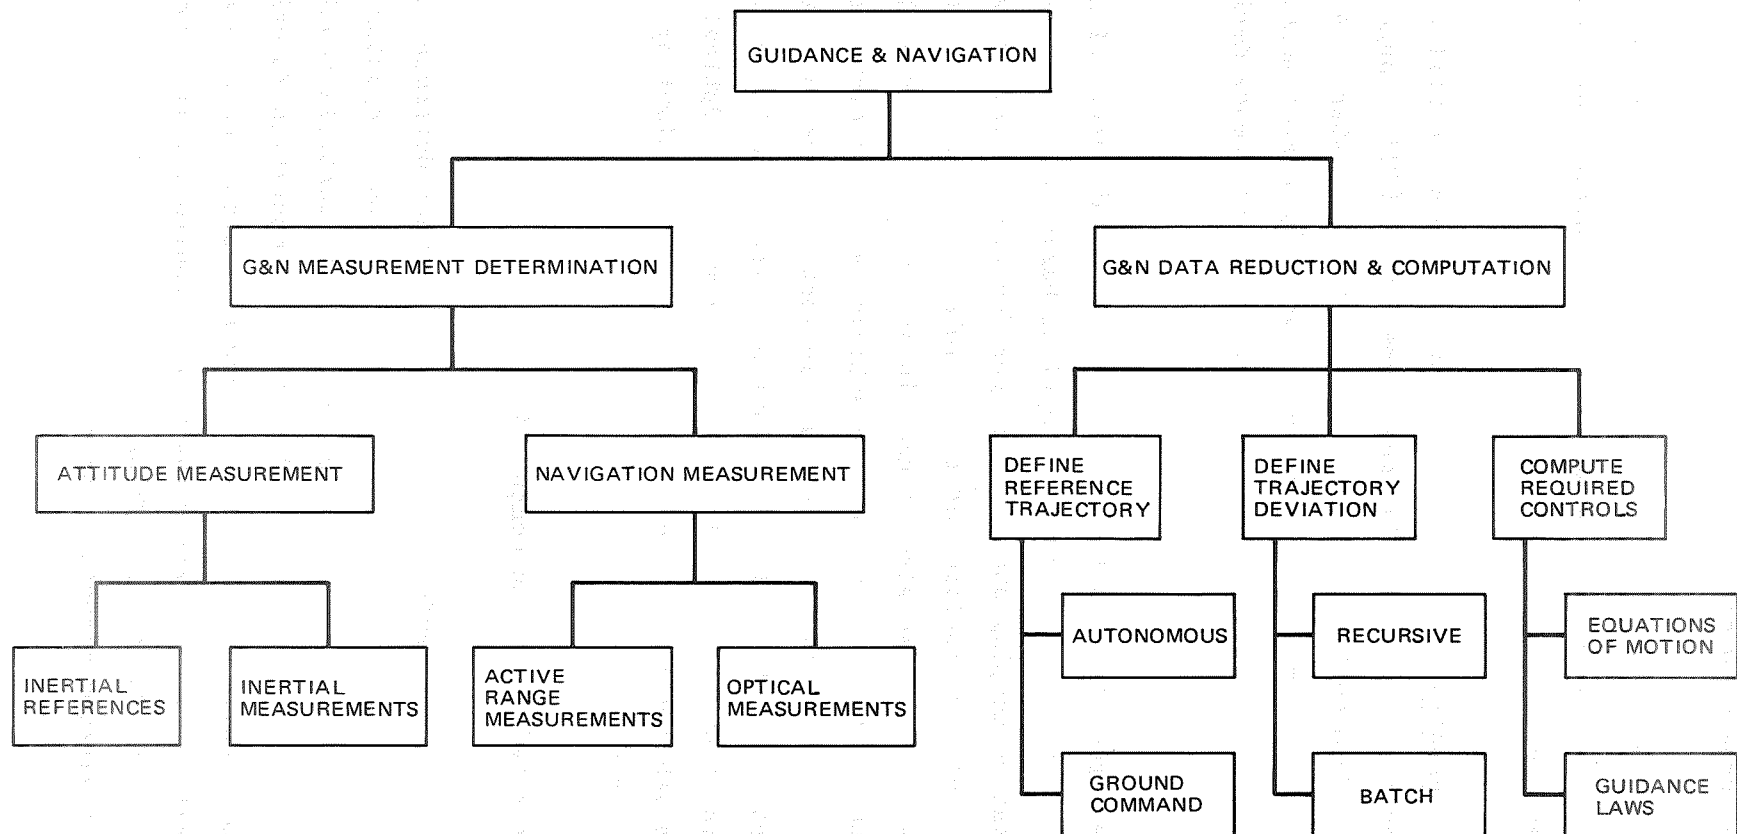 GUIDANCE & NAVIGATION
G&N MEASUREMENT DETERMINATION
G&N DATA REDUCTION & COMPUTATION
ATTITUDE MEASUREMENT
NAVIGATION MEASUREMENT
DEFINE
REFERENCE
TRAJECTORY
DEFINE
TRAJECTORY
DEVIATION
COMPUTE
REQUIRED
CONTROLS
INERTIAL
REFERENCES
INERTIAL
MEASUREMENTS
ACTIVE
RANGE
MEASUREMENTS
OPTICAL
MEASUREMENTS
AUTONOMOUS
RECURSIVE
EQUATIONS
OF MOTION
GROUND
COMMAND
BATCH
GUIDANCE
LAWS